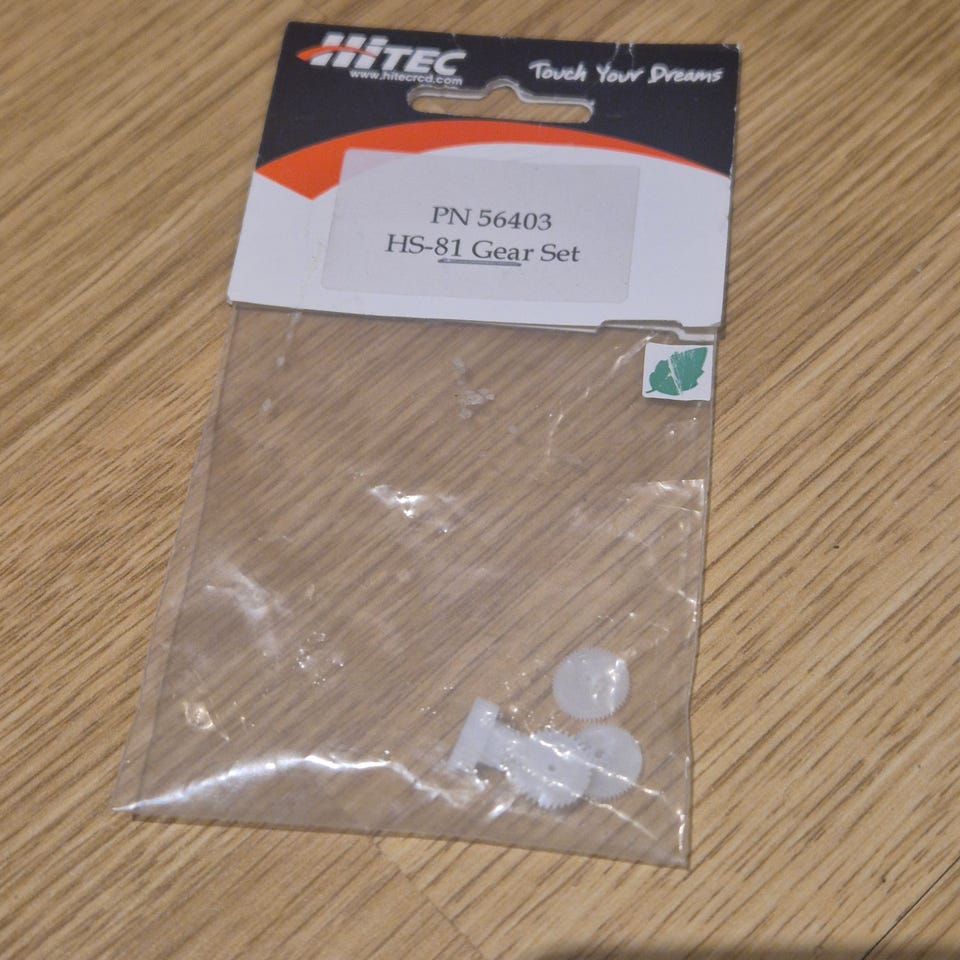 HiTEC
www.hitecrcd.com
Touch Your Dreams
PN 56403
HS-81 Gear Set